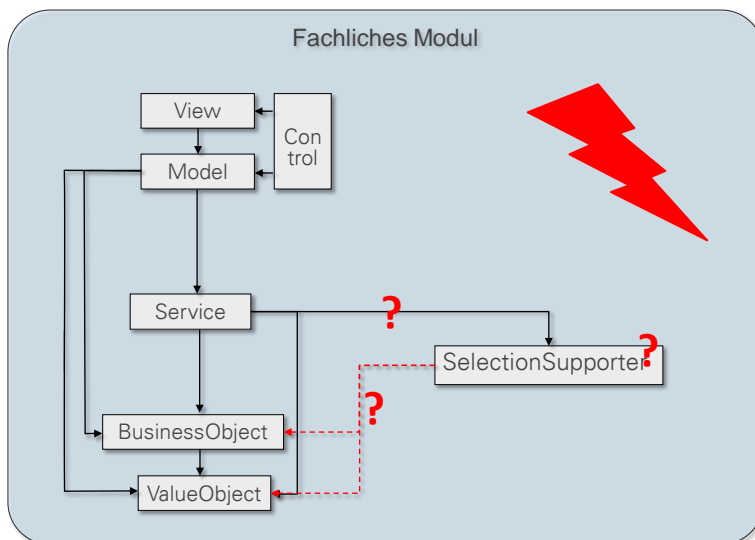 Fachliches Modul
View
Con
trol
Model
Service
?
SelectionSupporter
?
?
BusinessObject
ValueObject